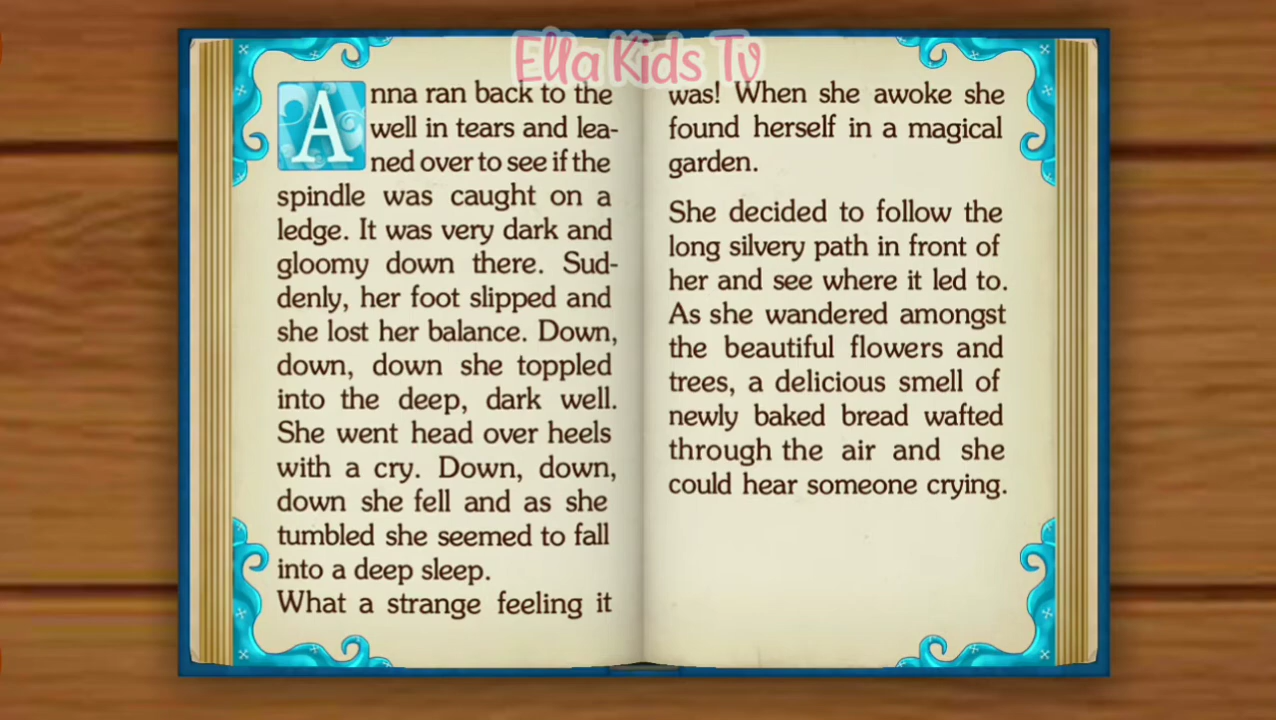 Ella Kids Tv
Anna ran back to the
well in tears and lea-
ned over to see if the
spindle was caught on a
ledge. It was very dark and
gloomy down there. Sud-
denly, her foot slipped and
she lost her balance. Down,
down, down she toppled
into the deep, dark well.
She went head over heels
with a cry. Down, down,
down she fell and as she
tumbled she seemed to fall
into a deep sleep.
What a strange feeling it
was! When she awoke she
found herself in a magical
garden.
She decided to follow the
long silvery path in front of
her and see where it led to.
As she wandered amongst
the beautiful flowers and
trees, a delicious smell of
newly baked bread wafted
through the air and she
could hear someone crying.